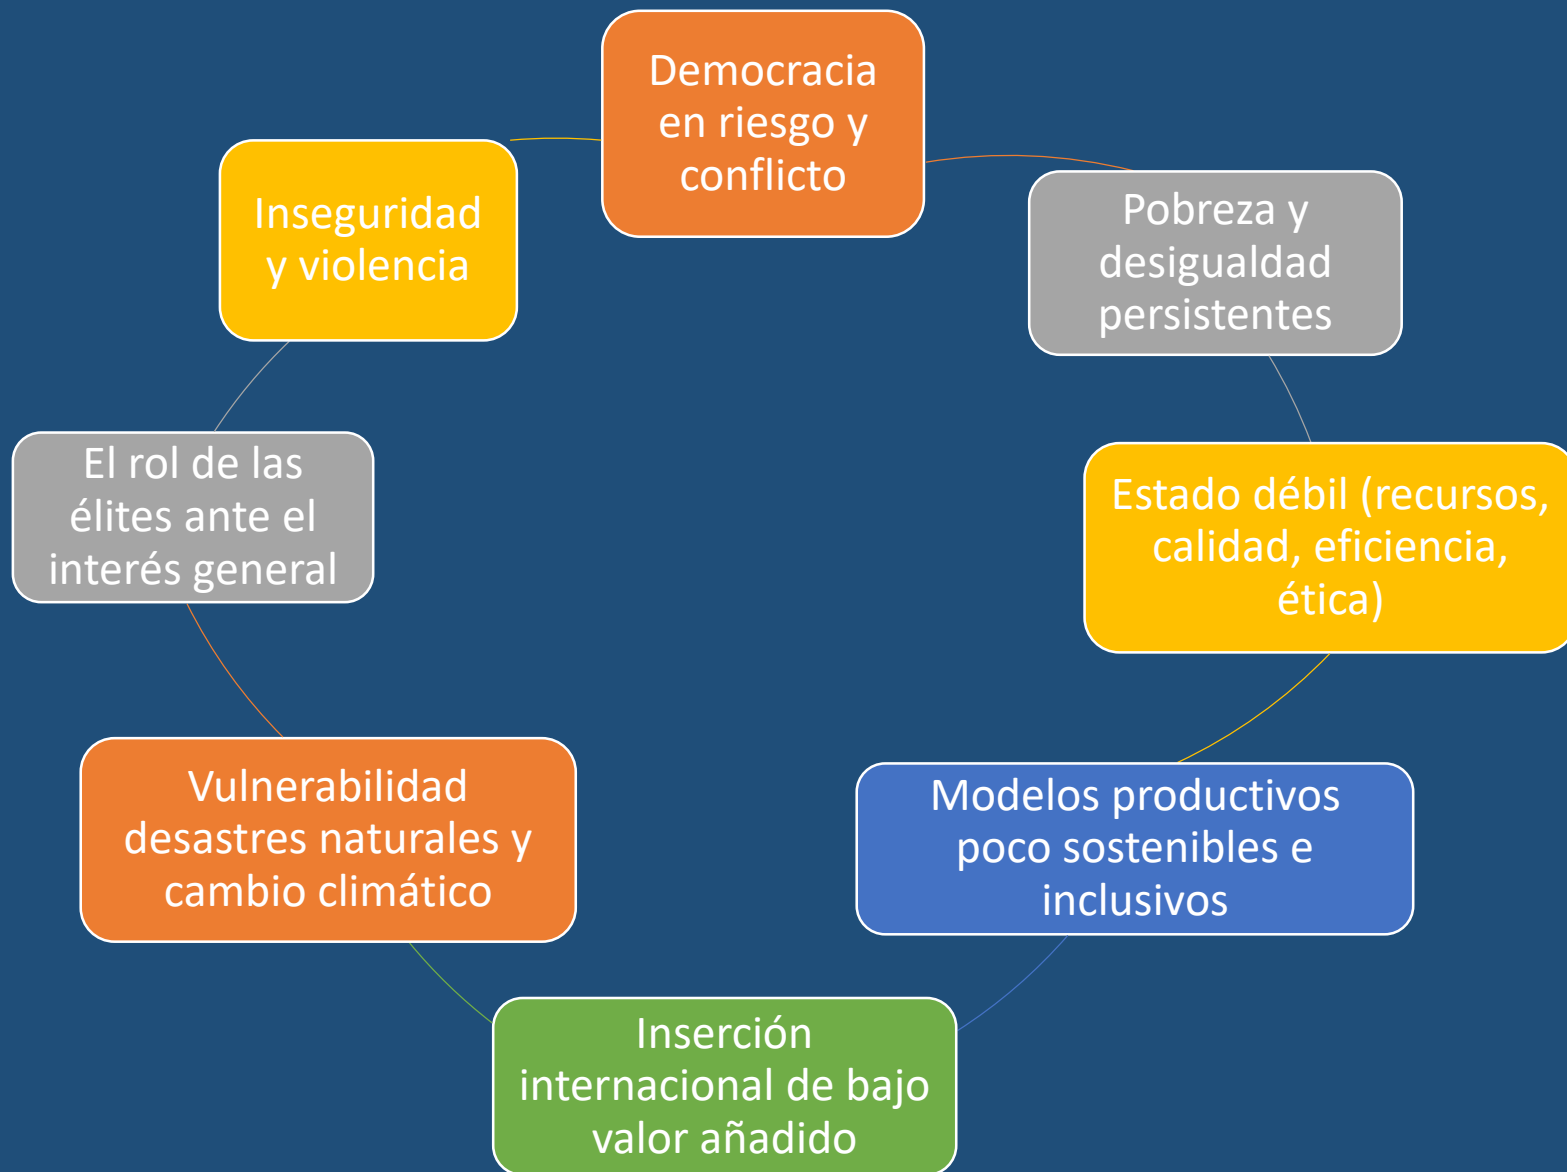 Democracia
en riesgo y
conflicto
Pobreza y
desigualdad
persistentes
Estado débil (recursos,
calidad, eficiencia,
ética)
Modelos productivos
poco sostenibles e
inclusivos
Inserción
internacional de bajo
valor añadido
Vulnerabilidad
desastres naturales y
cambio climático
El rol de las
élites ante el
interés general
Inseguridad
y violencia